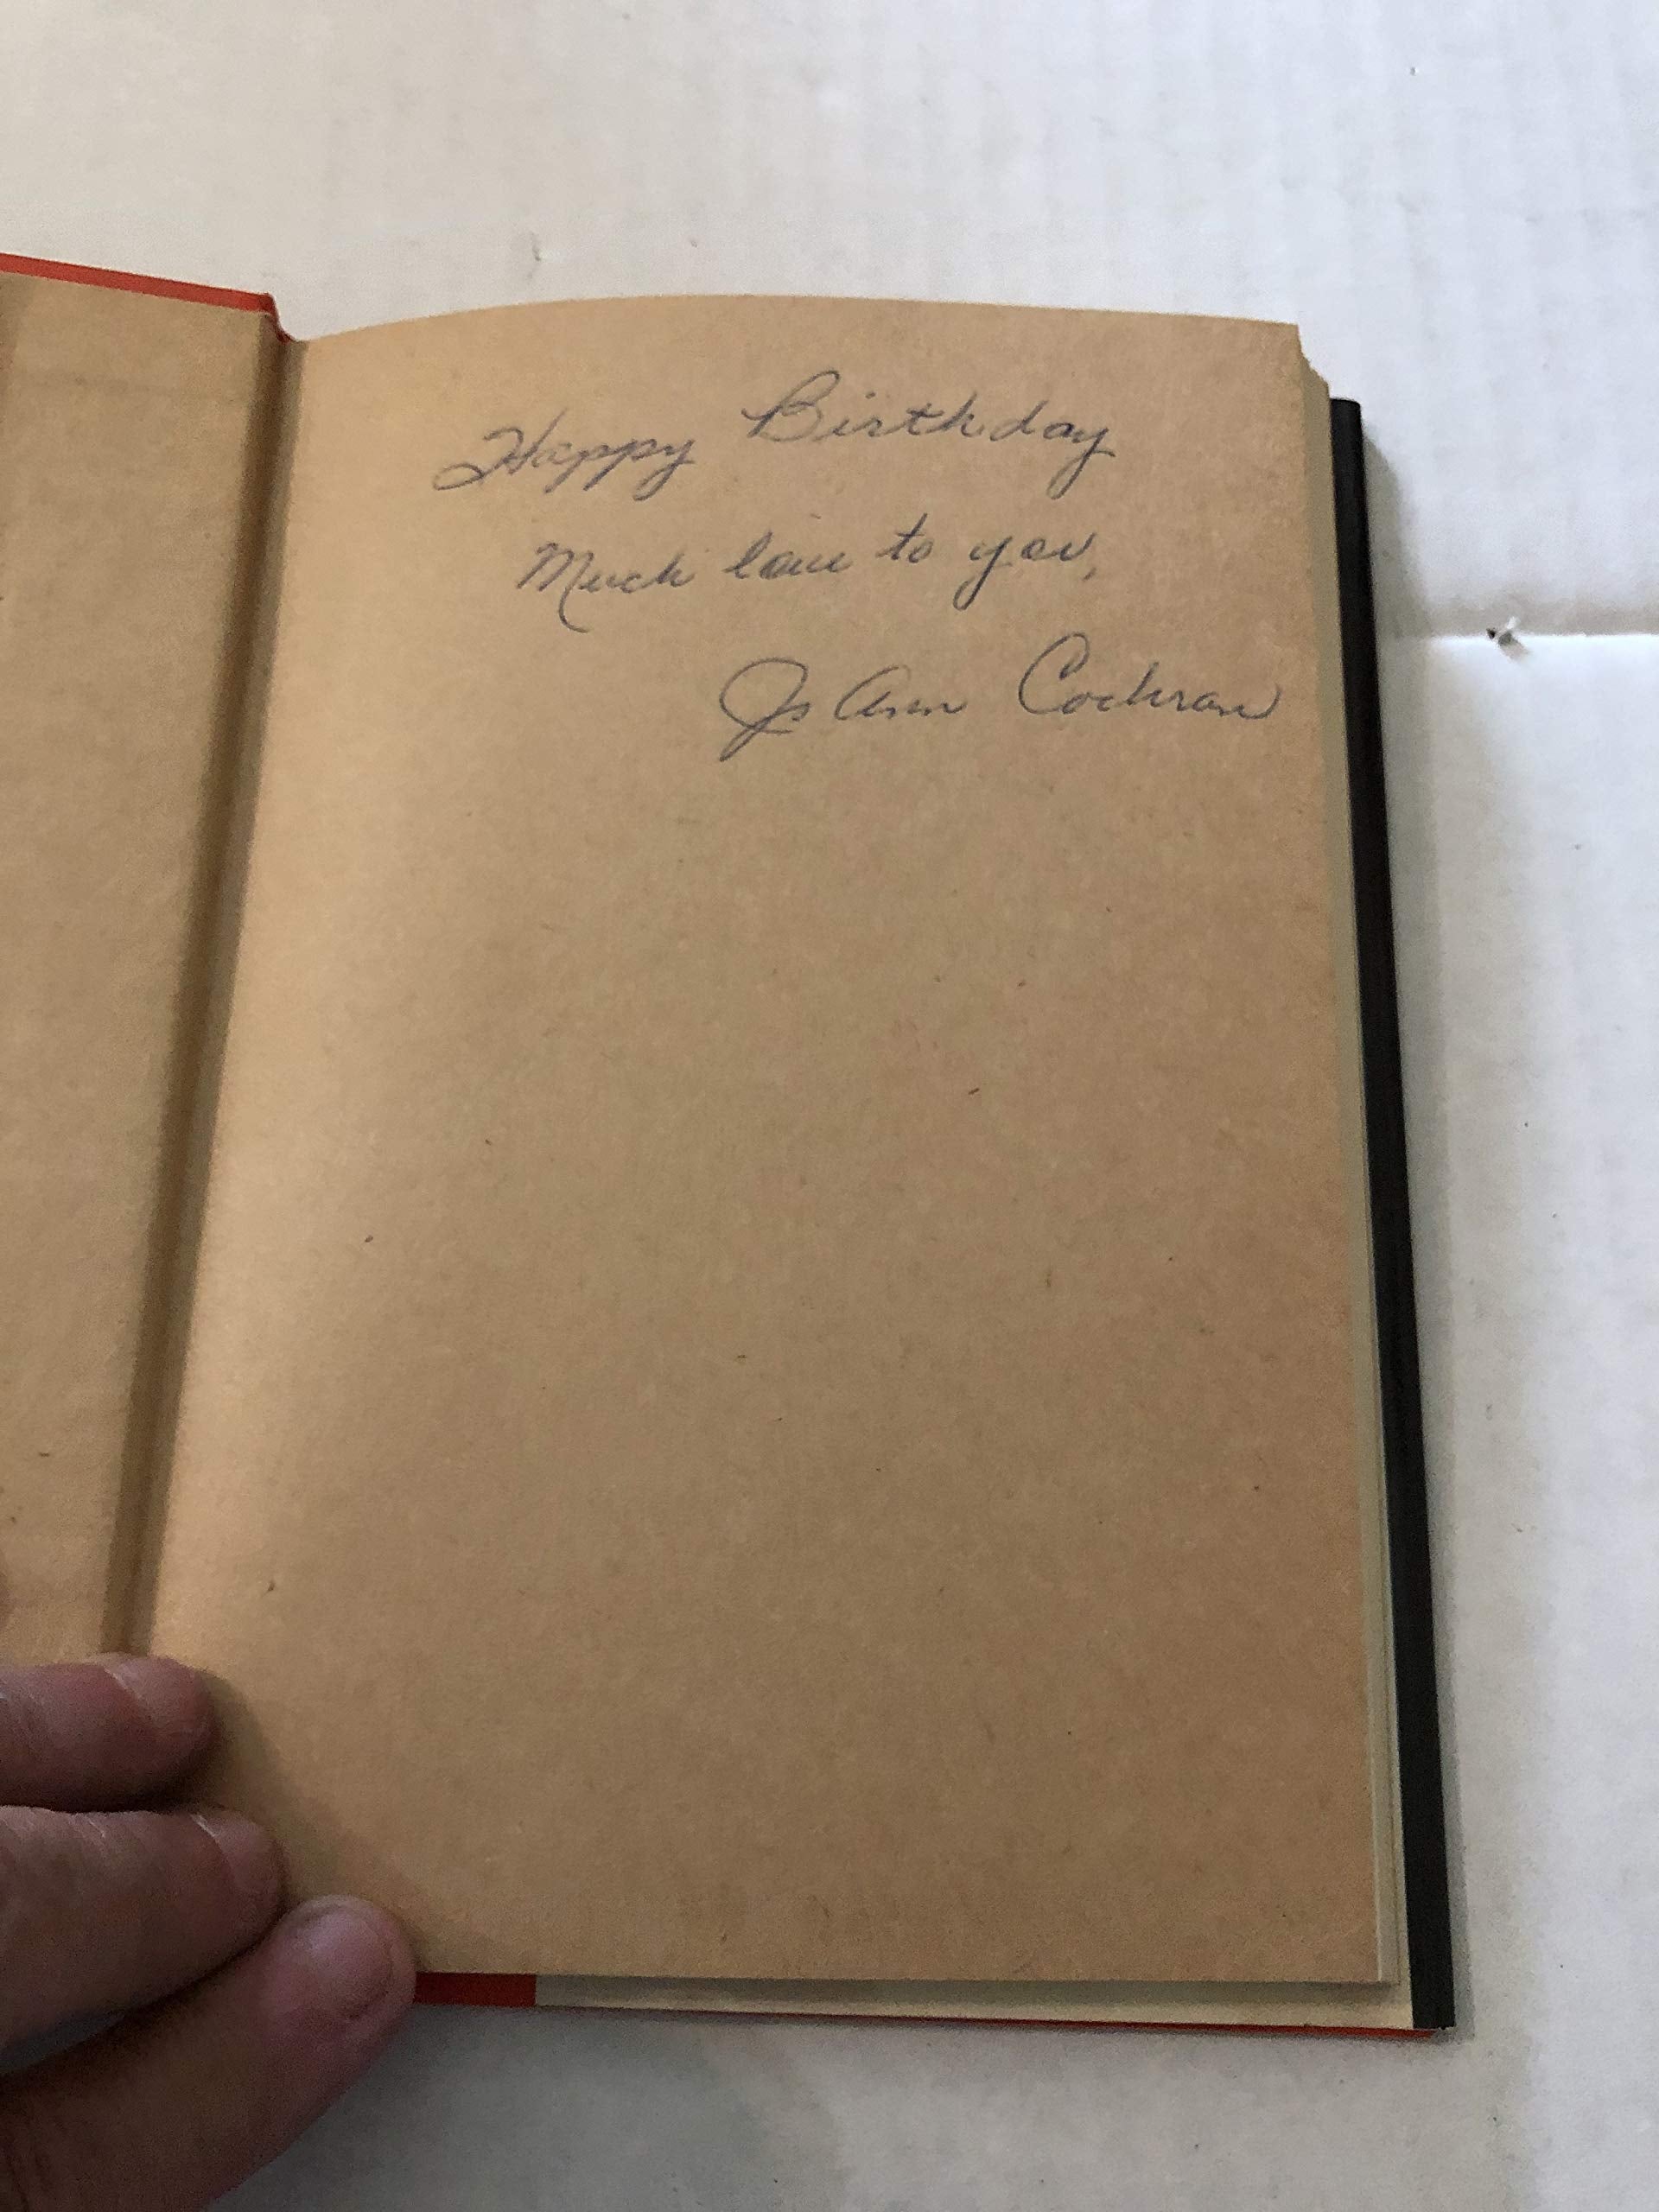 Happy Birthday
Much love to you,
Jo Ann Cochran